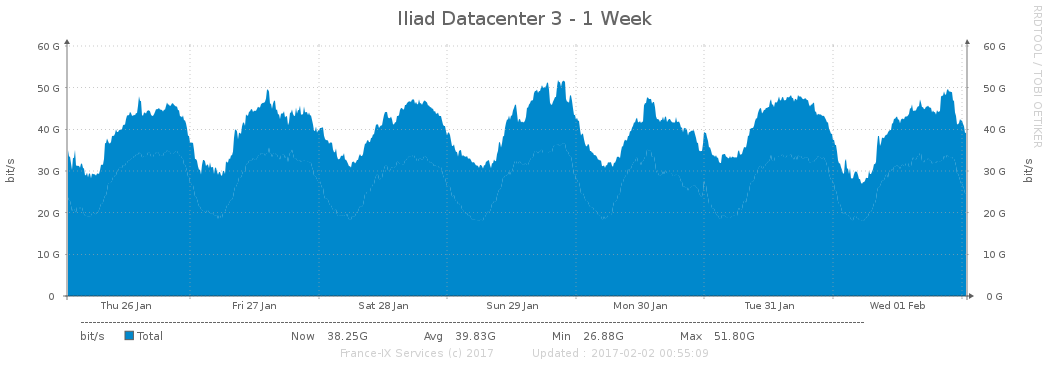 Iliad Datacenter 3 - 1 Week
RRDTOOL / TOBI OETIKER
60 G 60 G
50 G 50 G
40 G 40 G
30 G 30 G
20 G 20 G
10 G 10 G
0 0 G
bit/s bit/s
Thu 26 Jan Fri 27 Jan Sat 28 Jan Sun 29 Jan Mon 30 Jan Tue 31 Jan Wed 01 Feb
bit/s Total Now 38.25G Avg 39.83G Min 26.88G Max 51.80G
France-IX Services (c) 2017 Updated : 2017-02-02 00:55:09